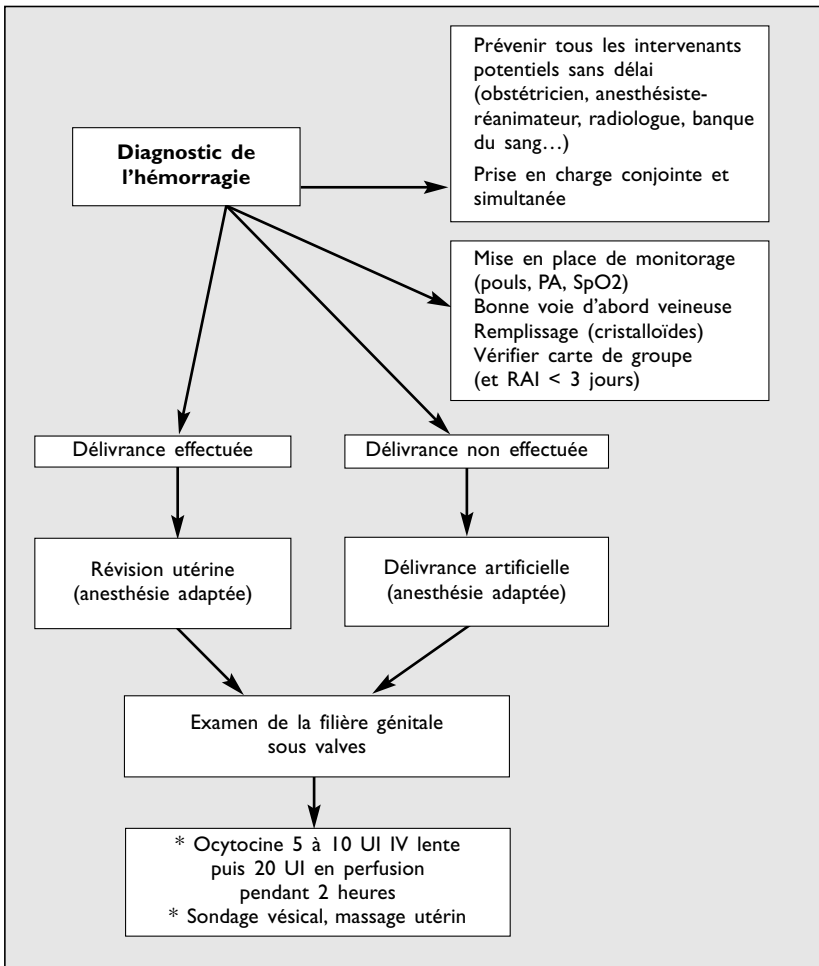 Prévenir tous les intervenants
potentiels sans délai
(obstétricien, anesthésiste-
réanimateur, radiologue, banque
du sang…)
Prise en charge conjointe et
simultanée
Diagnostic de
l'hémorragie
Mise en place de monitorage
(pouls, PA, SpO2)
Bonne voie d'abord veineuse
Remplissage (cristalloïdes)
Vérifier carte de groupe
(et RAI < 3 jours)
Délivrance effectuée
Délivrance non effectuée
Révision utérine
(anesthésie adaptée)
Délivrance artificielle
(anesthésie adaptée)
Examen de la filière génitale
sous valves
* Ocytocine 5 à 10 UI IV lente
puis 20 UI en perfusion
pendant 2 heures
* Sondage vésical, massage utérin